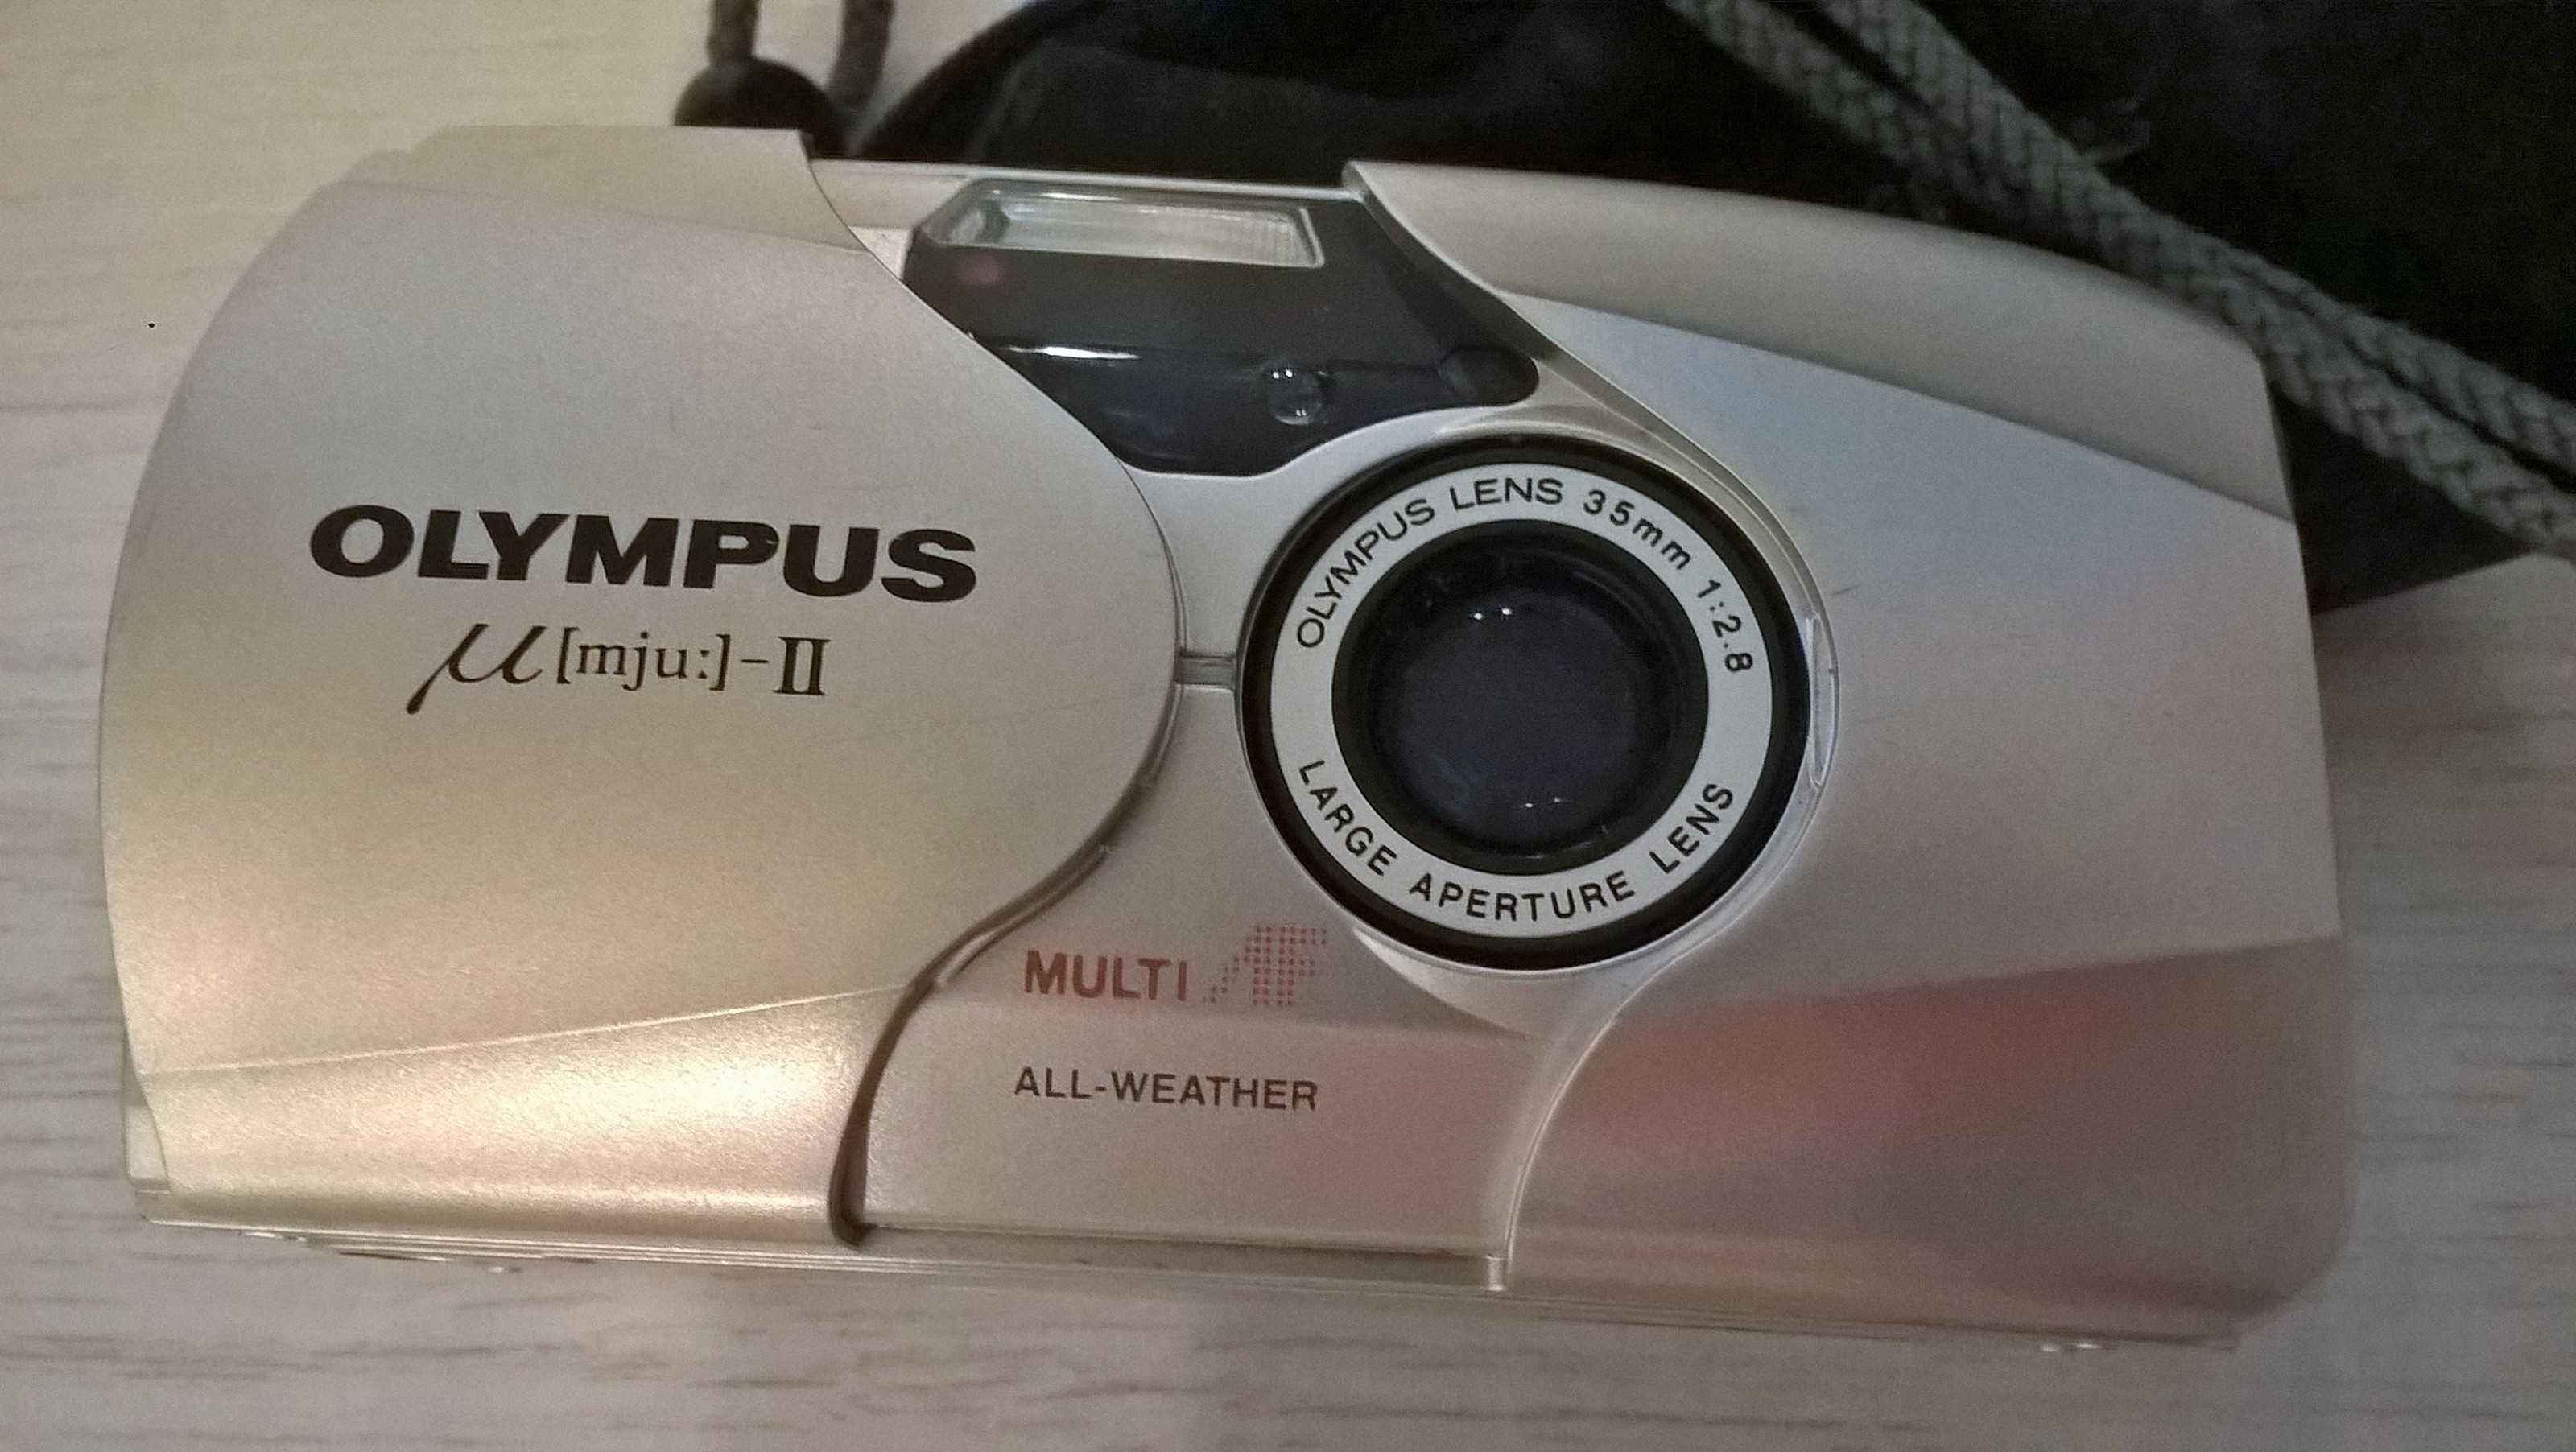 OLYMPUS
μ[mju:]-II
OLYMPUS LENS 35mm 1:2.8
LARGE APERTURE LENS
MULTI AF
ALL-WEATHER